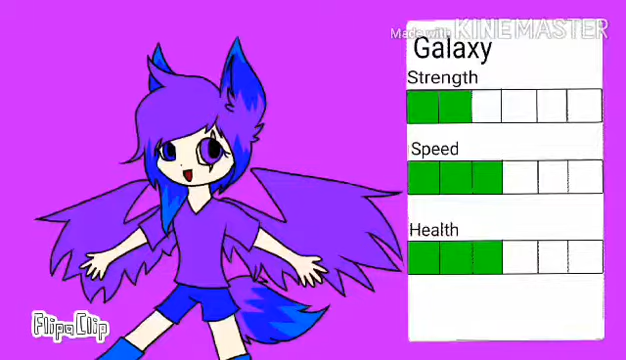 Made with KINEMASTER
Galaxy
Strength
Speed
Health
FlipaClip